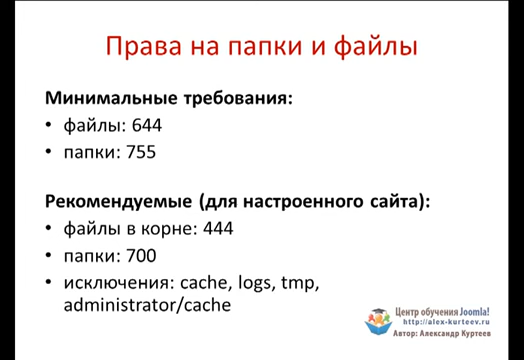 Права на папки и файлы
Минимальные требования:
• файлы: 644
• папки: 755
Рекомендуемые (для настроенного сайта):
• файлы в корне: 444
• папки: 700
• исключения: cache, logs, tmp,
administrator/cache
Центр обучения Joomla!
http://alex-kurteev.ru
Автор: Александр Куртеев